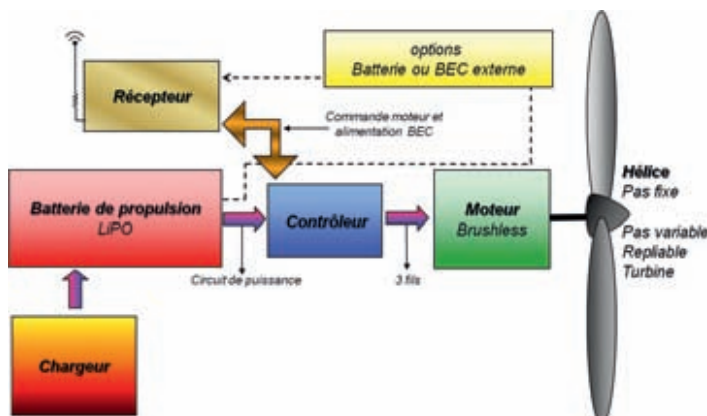 options
Batterie ou BEC externe
Récepteur
Commande moteur et
alimentation BEC
Batterie de propulsion
LiPO
Contrôleur
Moteur
Brushless
Hélice
Pas fixe
Pas variable
Repliable
Turbine
Circuit de puissance
3 fils
Chargeur